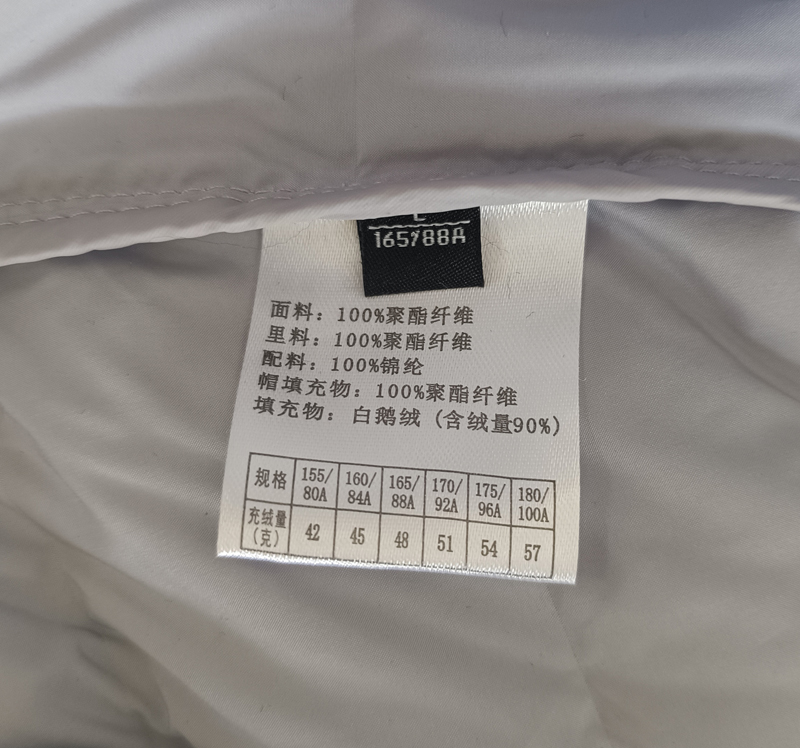 L
165/88A
面料：100%聚酯纤维
里料：100%聚酯纤维
配料：100%锦纶
帽填充物：100%聚酯纤维
填充物：白鹅绒（含绒量90%）
规格 155/80A 160/84A 165/88A 170/92A 175/96A 180/100A
充绒量（克） 42 45 48 51 54 57